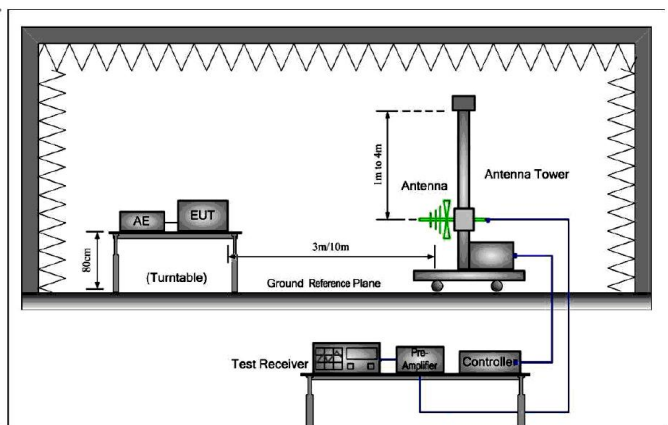 1m to 4m
Antenna
Antenna Tower
AE
EUT
3m/10m
80cm
(Turntable)
Ground Reference Plane
Test Receiver
Pre-
Amplifier
Controller